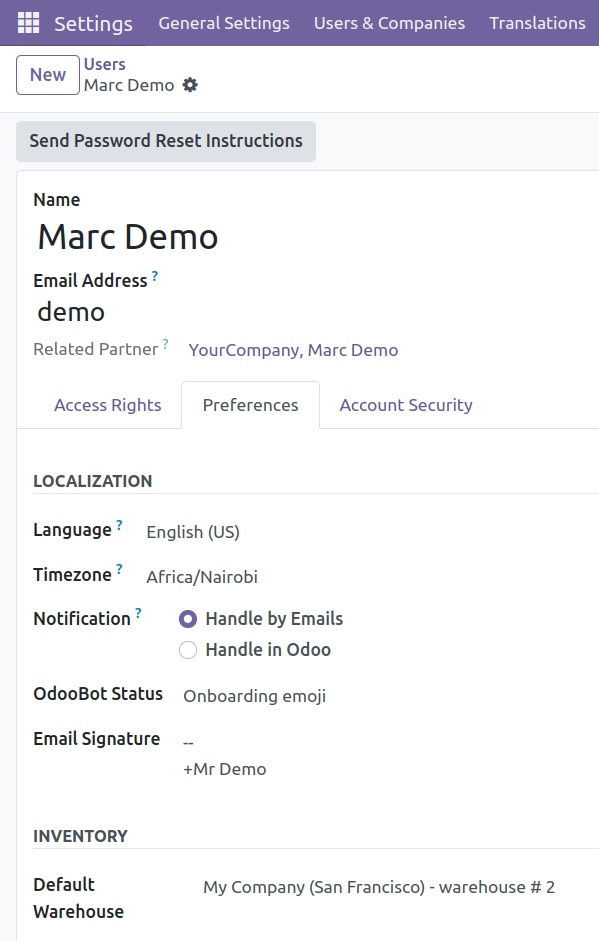 Settings General Settings Users & Companies Translations
New Users
Marc Demo
Send Password Reset Instructions
Name
Marc Demo
Email Address ?
demo
Related Partner ? YourCompany, Marc Demo
Access Rights Preferences Account Security
LOCALIZATION
Language ? English (US)
Timezone ? Africa/Nairobi
Notification ? Handle by Emails
Handle in Odoo
OdooBot Status Onboarding emoji
Email Signature --
+Mr Demo
INVENTORY
Default Warehouse My Company (San Francisco) - warehouse # 2